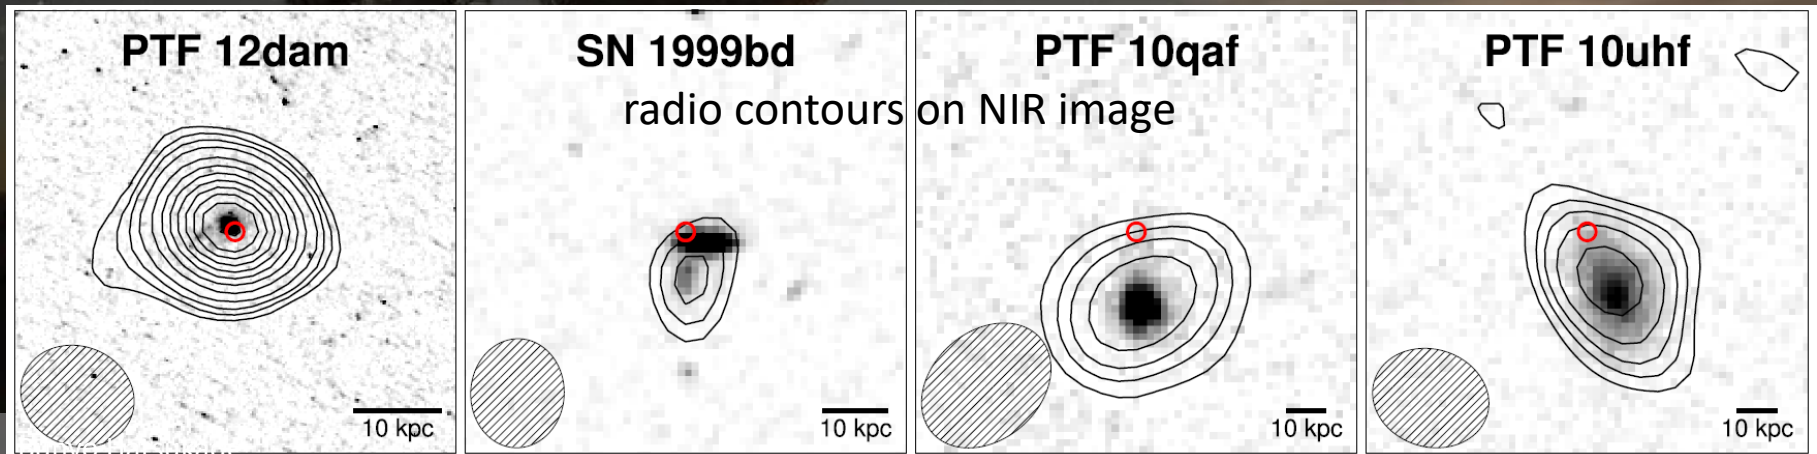 PTF 12dam
SN 1999bd
PTF 10qaf
PTF 10uhf
radio contours on NIR image
10 kpc
10 kpc
10 kpc
10 kpc